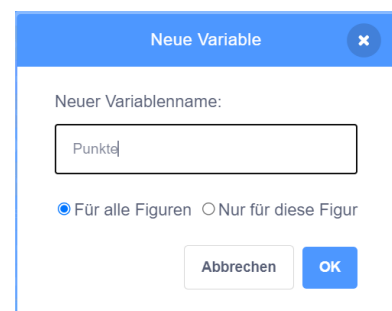 Neue Variable
Neuer Variablenname:
Punkte
Für alle Figuren Nur für diese Figur
Abbrechen OK